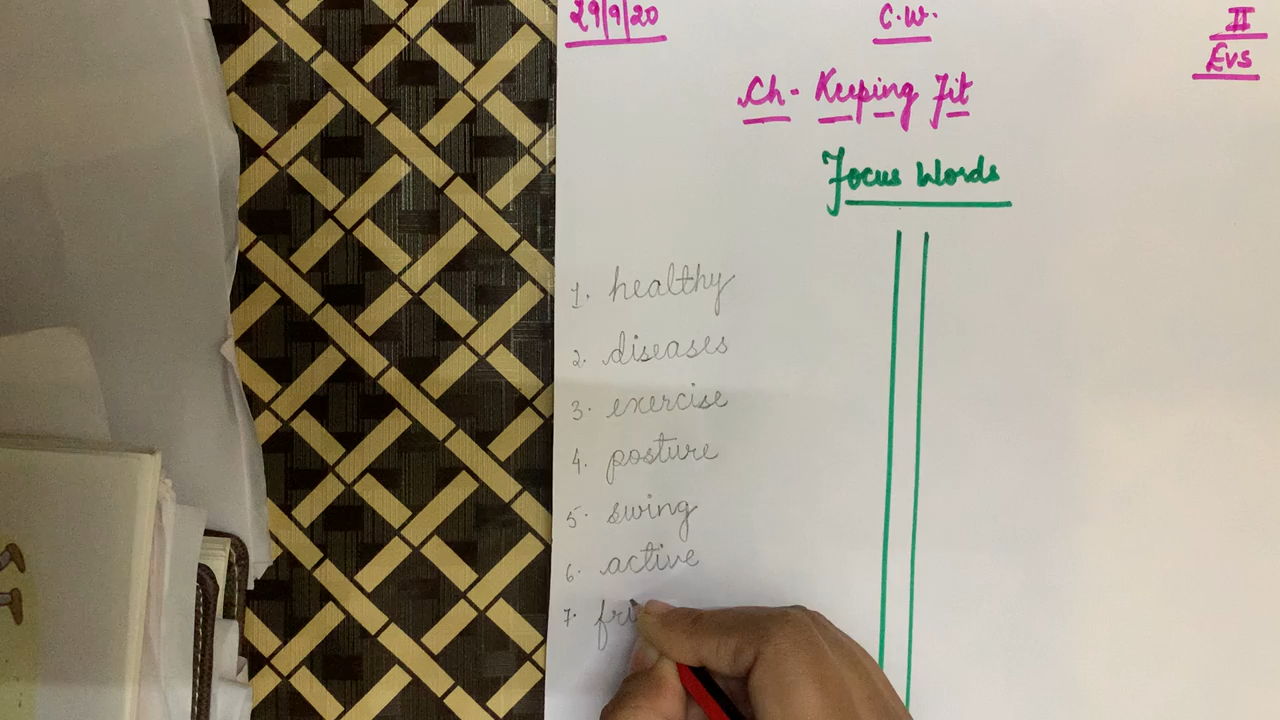 29/9/20 C.W. II
Evs
Ch- Keeping Fit
Focus Words
1. healthy
2. diseases
3. exercise
4. posture
5. swing
6. active
7. fri